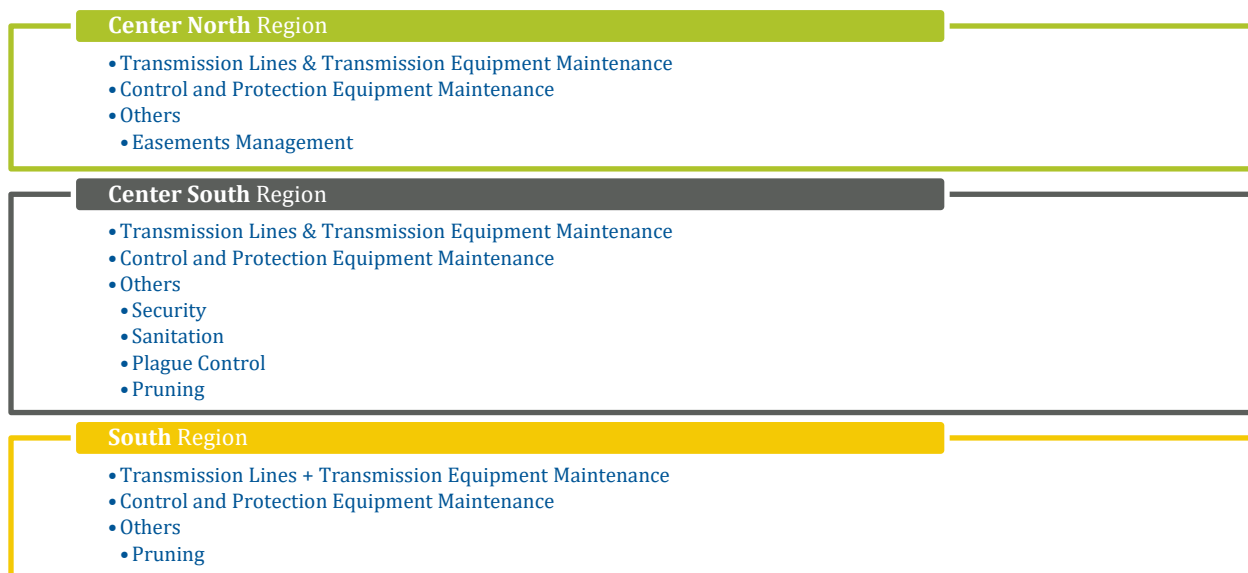 Center North Region
•Transmission Lines & Transmission Equipment Maintenance
•Control and Protection Equipment Maintenance
•Others
•Easements Management
Center South Region
•Transmission Lines & Transmission Equipment Maintenance
•Control and Protection Equipment Maintenance
•Others
•Security
•Sanitation
•Plague Control
•Pruning
South Region
•Transmission Lines + Transmission Equipment Maintenance
•Control and Protection Equipment Maintenance
•Others
•Pruning